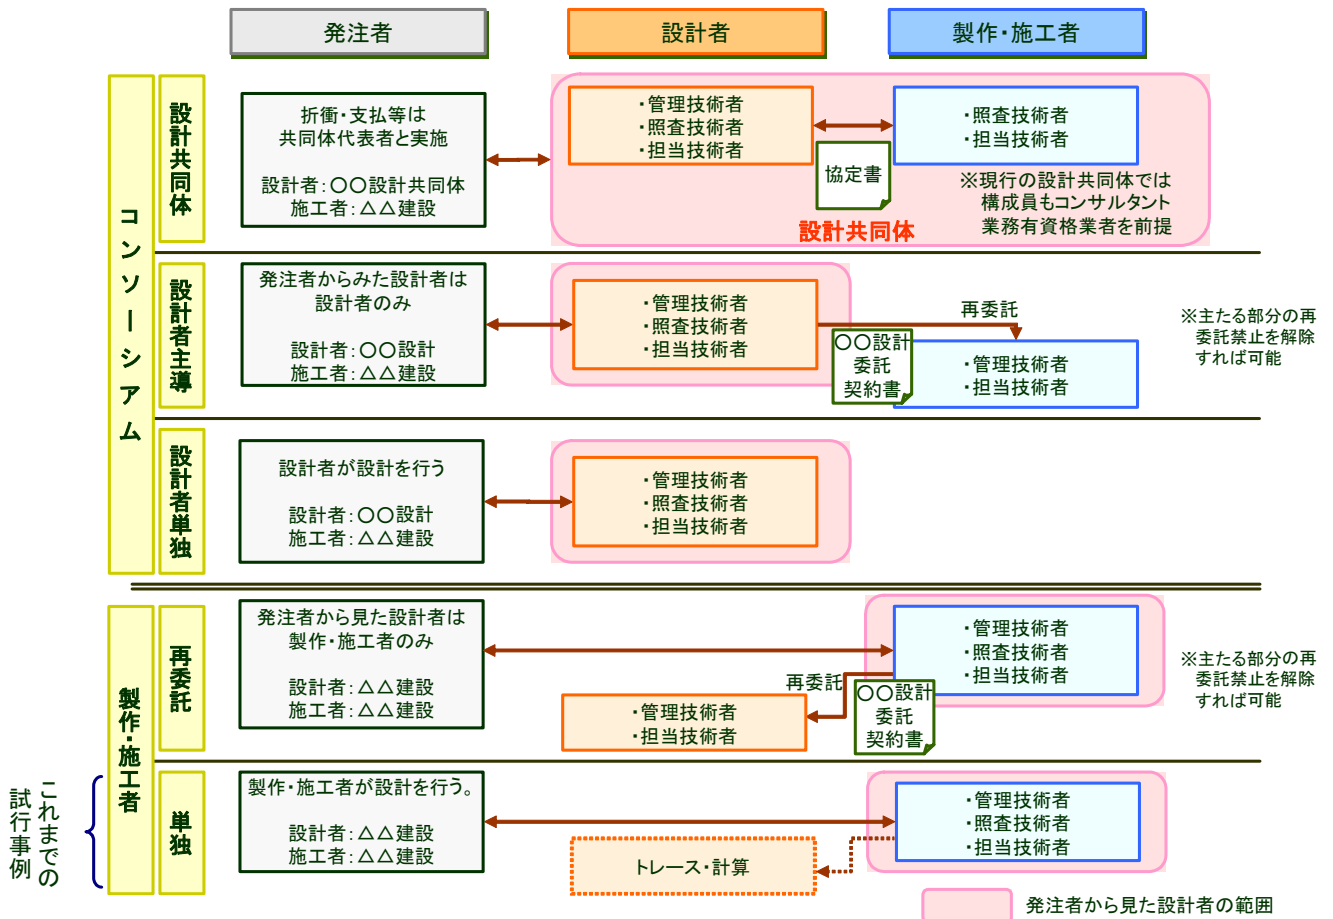 発注者
設計者
製作・施工者
コンソーシアム
設計共同体
折衝・支払等は
共同体代表者と実施
設計者：〇〇設計共同体
施工者：△△建設
・管理技術者
・照査技術者
・担当技術者
協定書
・照査技術者
・担当技術者
※現行の設計共同体では
構成員もコンサルタント
業務有資格業者を前提
設計共同体
設計者主導
発注者からみた設計者は
設計者のみ
設計者：〇〇設計
施工者：△△建設
・管理技術者
・照査技術者
・担当技術者
再委託
〇〇設計
委託
契約書
・管理技術者
・担当技術者
※主たる部分の再
委託禁止を解除
すれば可能
設計者単独
設計者が設計を行う
設計者：〇〇設計
施工者：△△建設
・管理技術者
・照査技術者
・担当技術者
製作・施工者
再委託
発注者から見た設計者は
製作・施工者のみ
設計者：△△建設
施工者：△△建設
・管理技術者
・照査技術者
・担当技術者
再委託
〇〇設計
委託
契約書
・管理技術者
・担当技術者
※主たる部分の再
委託禁止を解除
すれば可能
これまでの
試行事例
単独
製作・施工者が設計を行う。
設計者：△△建設
施工者：△△建設
・管理技術者
・照査技術者
・担当技術者
トレース・計算
発注者から見た設計者の範囲